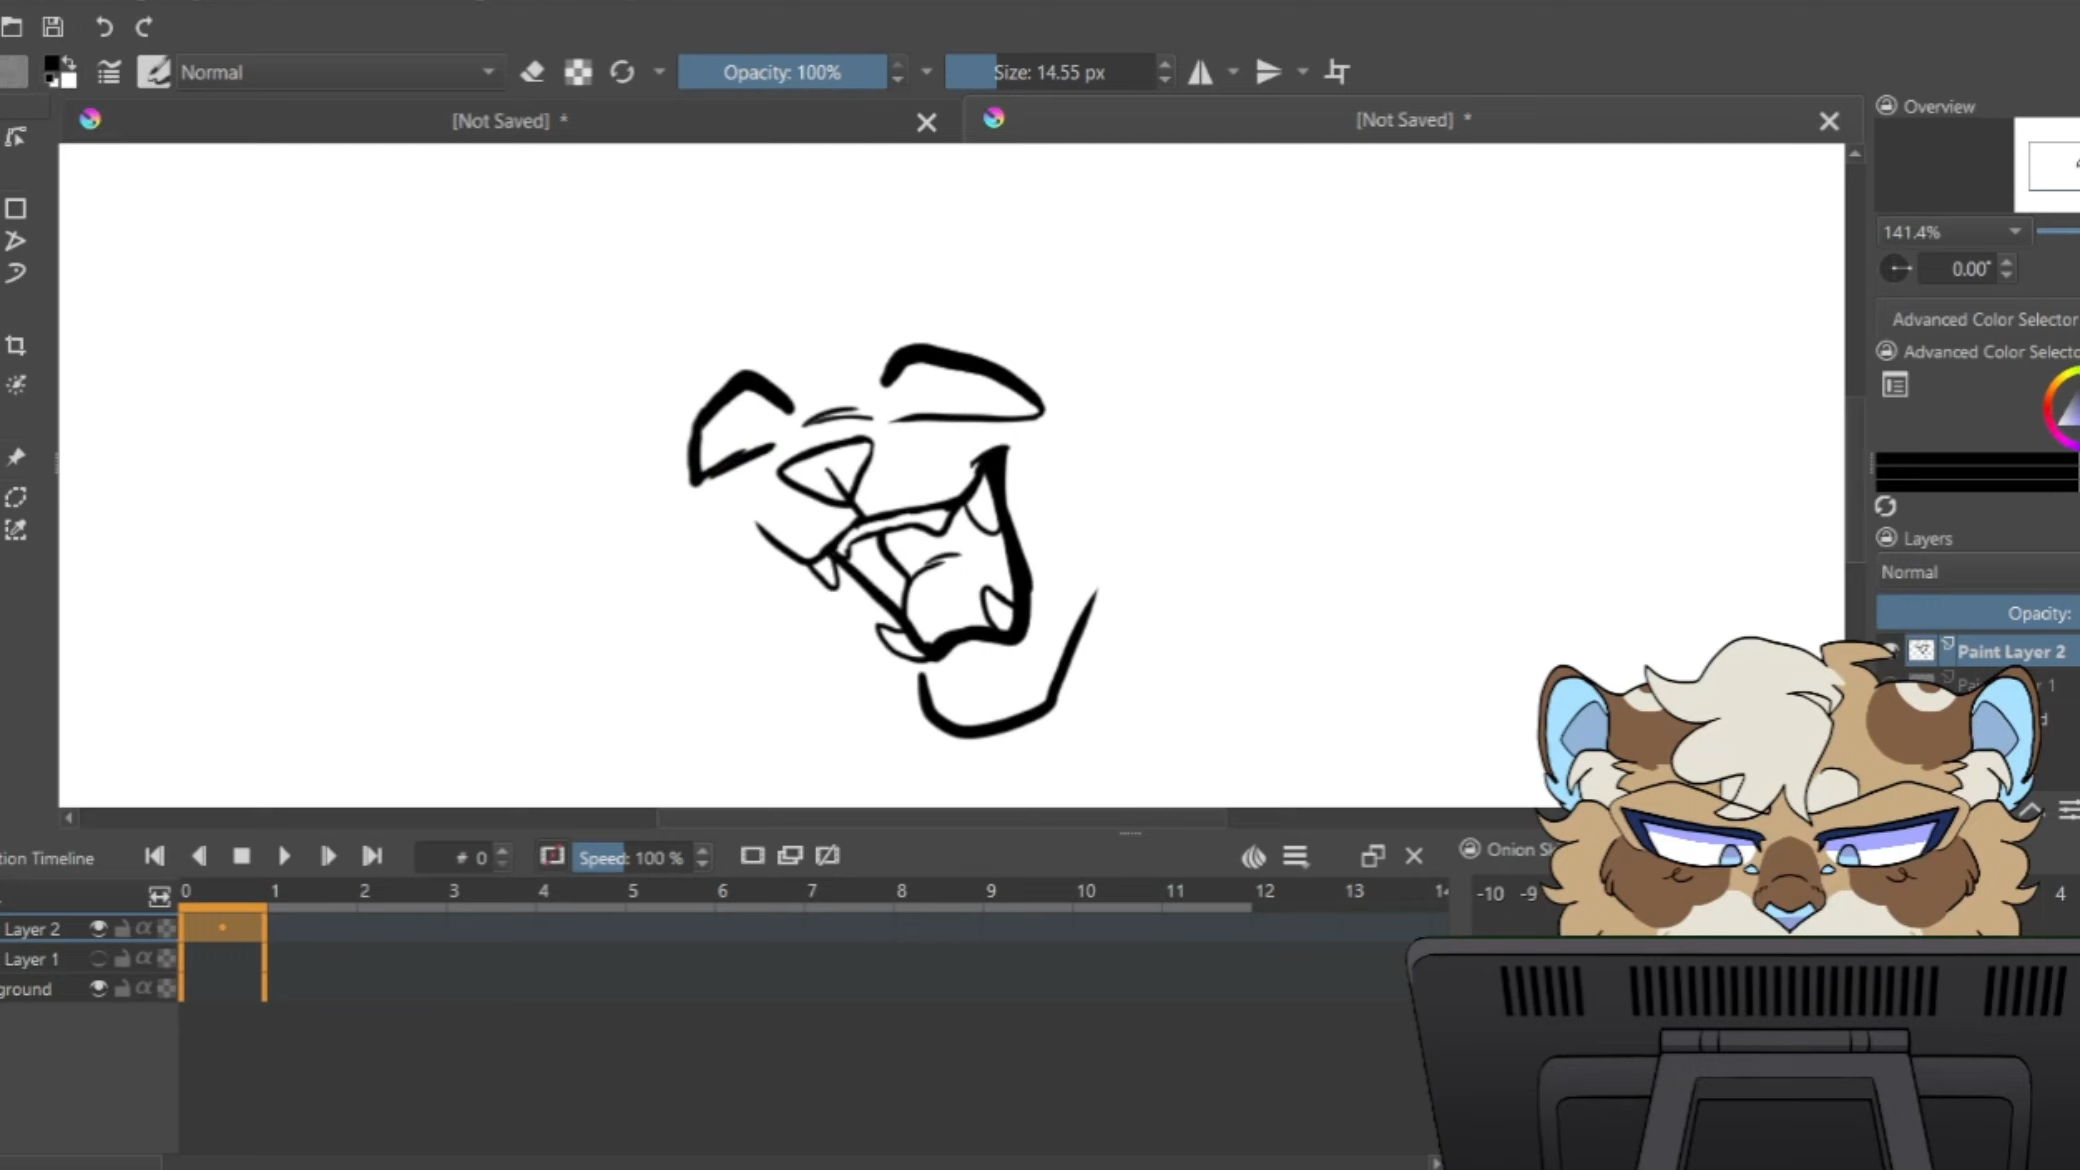 Normal
Opacity: 100%
Size: 14.55 px
[Not Saved] *
[Not Saved] *
Overview
141.4%
0.00°
Advanced Color Selector
Advanced Color Selecto
Layers
Normal
Opacity:
Paint Layer 2
1
tion Timeline
# 0
Speed: 100 %
Onion Sk
0 1 2 3 4 5 6 7 8 9 10 11 12 13 14
-10 -9
4
Layer 2
Layer 1
ground